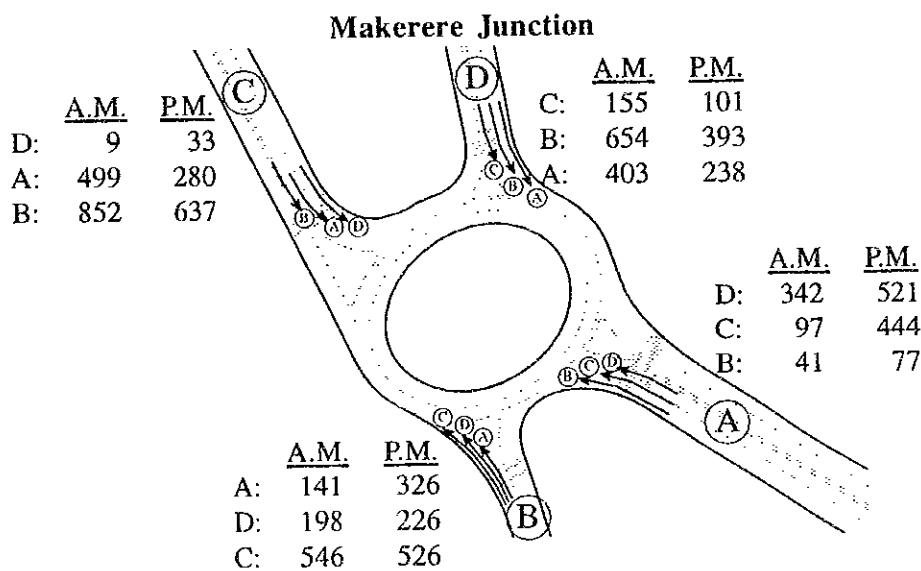 Makerere Junction
C
A.M. P.M.
D: 9 33
A: 499 280
B: 852 637
B A D
D
A.M. P.M.
C: 155 101
B: 654 393
A: 403 238
C B A
A.M. P.M.
D: 342 521
C: 97 444
B: 41 77
B C D
A
C D A
A.M. P.M.
A: 141 326
D: 198 226
C: 546 526
B